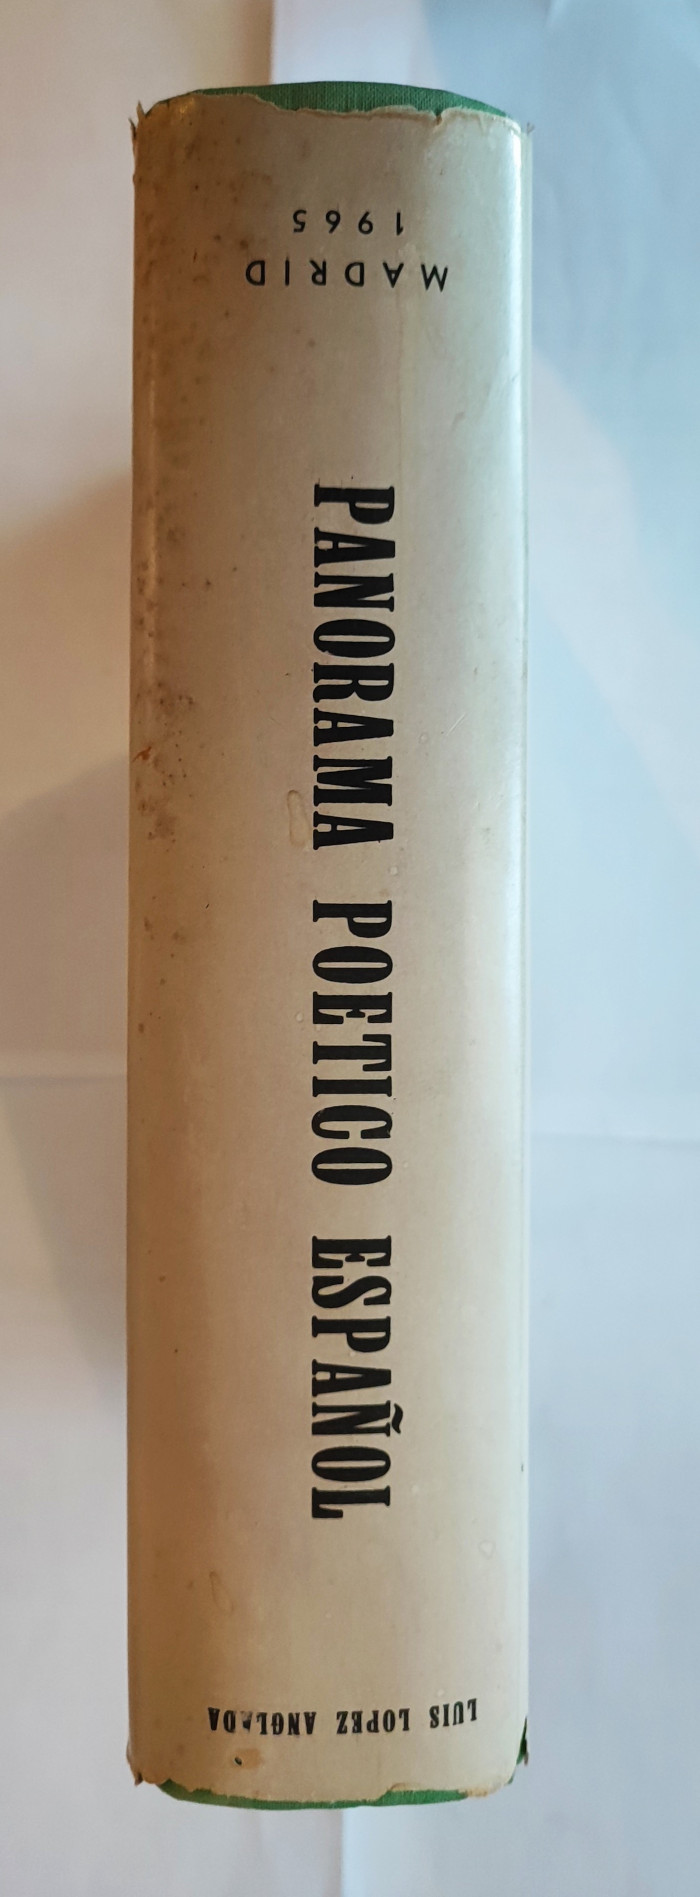 LUIS LOPEZ ANGLADA
PANORAMA POETICO ESPAÑOL
MADRID
1965